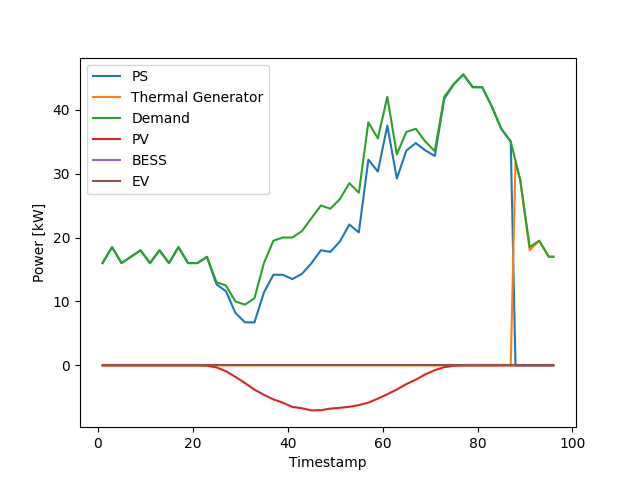 PS
Thermal Generator
Demand
PV
BESS
EV
Power [kW]
40
30
20
10
0
0 20 40 60 80 100
Timestamp